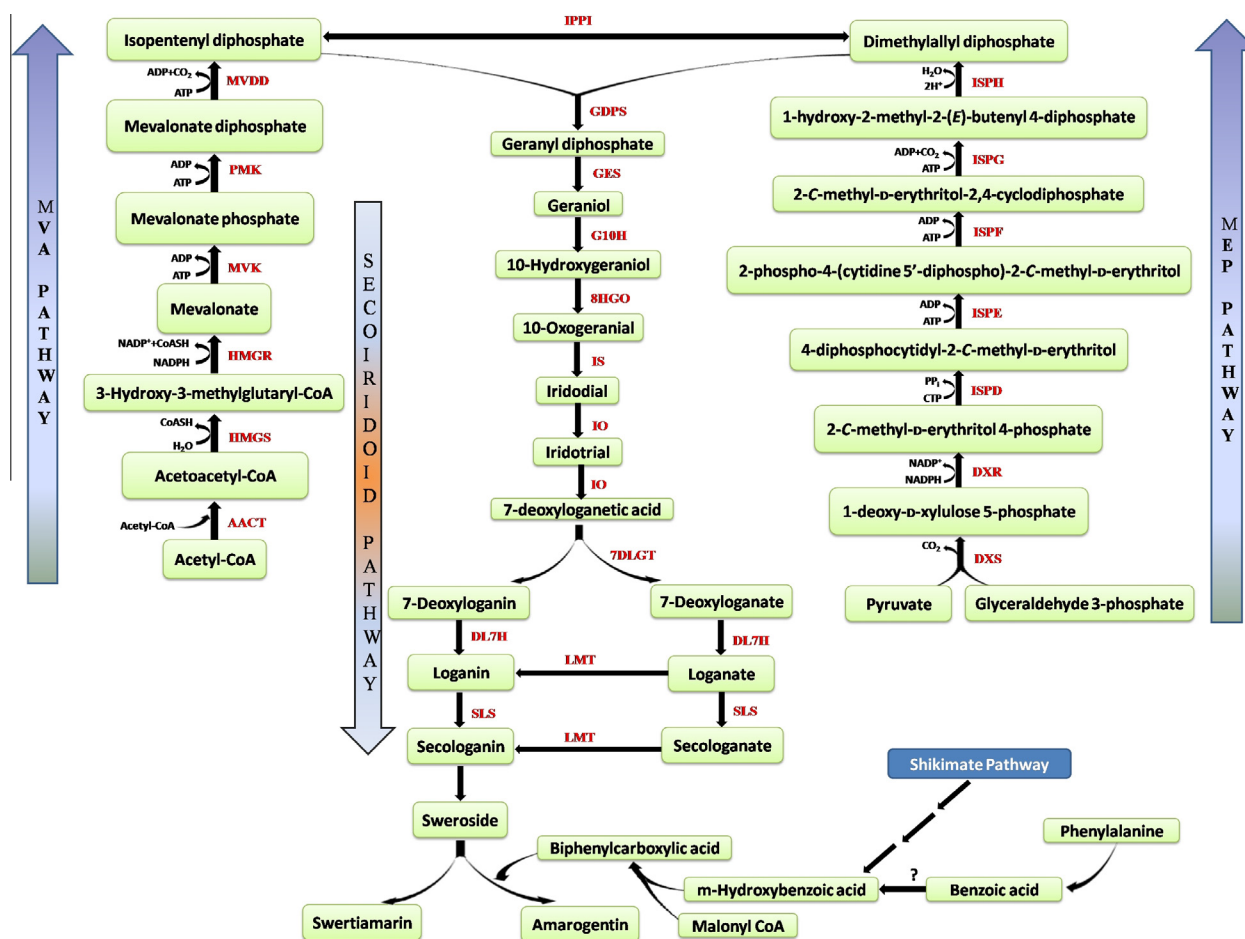 IPPI
Isopentenyl diphosphate
Dimethylallyl diphosphate
ADP+CO₂
ATP
MVDD
Mevalonate diphosphate
ADP
ATP
PMK
Mevalonate phosphate
ADP
ATP
MVK
Mevalonate
NADP⁺+CoASH
NADPH
HMGR
3-Hydroxy-3-methylglutaryl-CoA
CoASH
H₂O
HMGS
Acetoacetyl-CoA
Acetyl-CoA
AACT
Acetyl-CoA
MVA PATHWAY
SECOIRIDOID PATHWAY
GDPS
Geranyl diphosphate
GES
Geraniol
G10H
10-Hydroxygeraniol
8HGO
10-Oxogeranial
IS
Iridodial
IO
Iridotrial
IO
7-deoxyloganetic acid
7DLGT
7-Deoxyloganin
7-Deoxyloganate
DL7H
DL7H
Loganin
LMT
Loganate
SLS
SLS
Secologanin
LMT
Secologanate
Sweroside
Swertiamarin
Amarogentin
Biphenylcarboxylic acid
m-Hydroxybenzoic acid
Malonyl CoA
?
Benzoic acid
Phenylalanine
Shikimate Pathway
H₂O
2H⁺
ISPH
1-hydroxy-2-methyl-2-(E)-butenyl 4-diphosphate
ADP+CO₂
ATP
ISPG
2-C-methyl-D-erythritol-2,4-cyclodiphosphate
ADP
ATP
ISPF
2-phospho-4-(cytidine 5’-diphospho)-2-C-methyl-D-erythritol
ADP
ATP
ISPE
4-diphosphocytidyl-2-C-methyl-D-erythritol
PPᵢ
CTP
ISPD
2-C-methyl-D-erythritol 4-phosphate
NADP⁺
NADPH
DXR
1-deoxy-D-xylulose 5-phosphate
CO₂
DXS
Pyruvate
Glyceraldehyde 3-phosphate
MEP PATHWAY